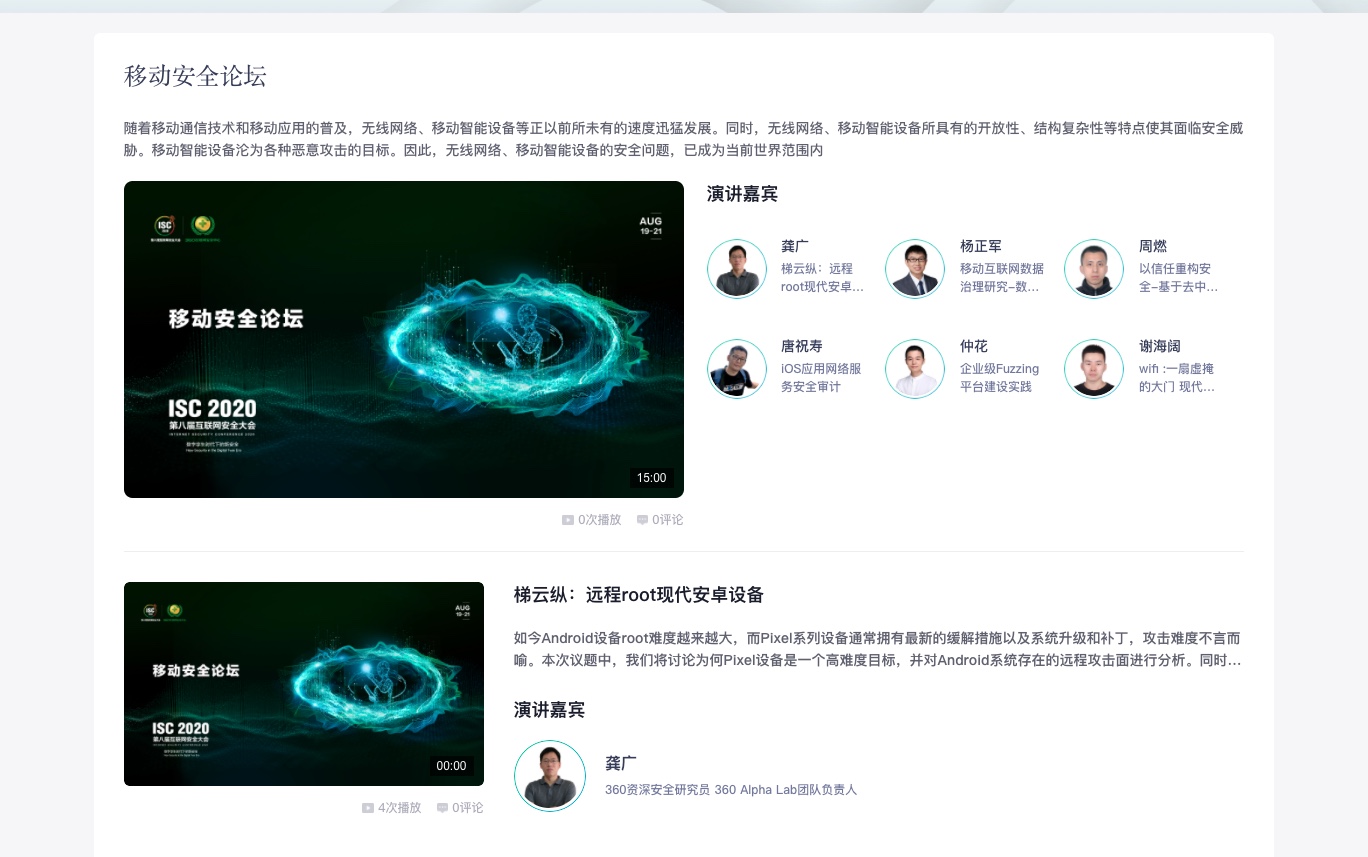 移动安全论坛
随着移动通信技术和移动应用的普及，无线网络、移动智能设备等正以前所未有的速度迅猛发展。同时，无线网络、移动智能设备所具有的开放性、结构复杂性等特点使其面临安全威
胁。移动智能设备沦为各种恶意攻击的目标。因此，无线网络、移动智能设备的安全问题，已成为当前世界范围内
ISC
AUG
19-21
移动安全论坛
ISC 2020
第八届互联网安全大会
INTERNET SECURITY CONFERENCE 2020
15:00
0次播放 0评论
演讲嘉宾
龚广
梯云纵：远程
root现代安卓...
杨正军
移动互联网数据
治理研究-数...
周燃
以信任重构安
全-基于去中...
唐祝寿
iOS应用网络服
务安全审计
仲花
企业级Fuzzing
平台建设实践
谢海阔
wifi :一扇虚掩
的大门 现代...
ISC
AUG
19-21
移动安全论坛
ISC 2020
第八届互联网安全大会
00:00
4次播放 0评论
梯云纵：远程root现代安卓设备
如今Android设备root难度越来越大，而Pixel系列设备通常拥有最新的缓解措施以及系统升级和补丁，攻击难度不言而
喻。本次议题中，我们将讨论为何Pixel设备是一个高难度目标，并对Android系统存在的远程攻击面进行分析。同时...
演讲嘉宾
龚广
360资深安全研究员 360 Alpha Lab团队负责人